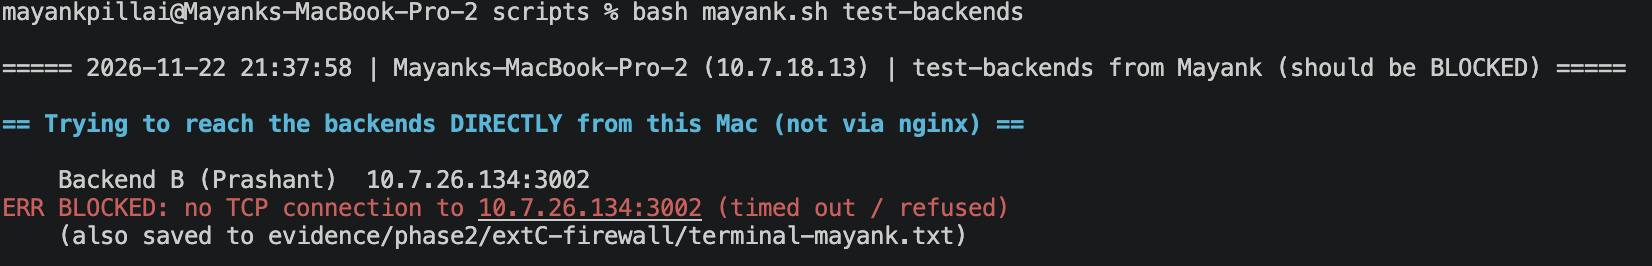 mayankpillai@Mayanks-MacBook-Pro-2 scripts % bash mayank.sh test-backends
===== 2026-11-22 21:37:58 | Mayanks-MacBook-Pro-2 (10.7.18.13) | test-backends from Mayank (should be BLOCKED) =====
== Trying to reach the backends DIRECTLY from this Mac (not via nginx) ==
Backend B (Prashant)  10.7.26.134:3002
ERR BLOCKED: no TCP connection to 10.7.26.134:3002 (timed out / refused)
(also saved to evidence/phase2/extC-firewall/terminal-mayank.txt)